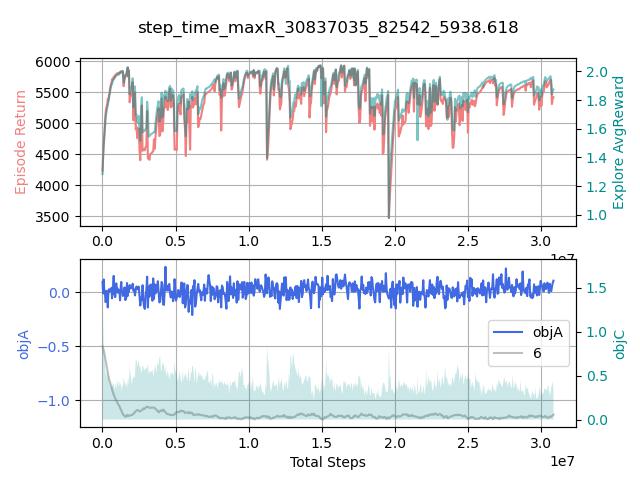 step_time_maxR_30837035_82542_5938.618
6000
5500
5000
4500
4000
3500
Episode Return
2.0
1.8
1.6
1.4
1.2
1.0
Explore AvgReward
0.0 0.5 1.0 1.5 2.0 2.5 3.0
1e7
0.0
−0.5
−1.0
objA
1.5
1.0
0.5
0.0
objC
objA
6
0.0 0.5 1.0 1.5 2.0 2.5 3.0
Total Steps
1e7